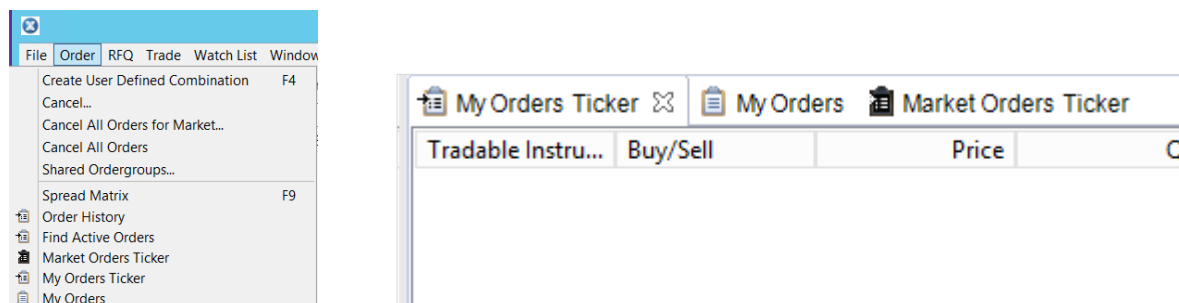 File Order RFQ Trade Watch List Window
Create User Defined Combination F4
Cancel...
Cancel All Orders for Market...
Cancel All Orders
Shared Ordergroups...
Spread Matrix F9
Order History
Find Active Orders
Market Orders Ticker
My Orders Ticker
My Orders
My Orders Ticker My Orders Market Orders Ticker
Tradable Instru... Buy/Sell Price